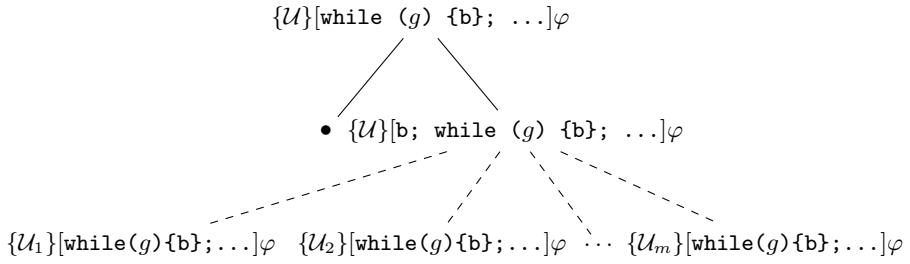 {𝒰}[while (g) {b}; ...]φ
• {𝒰}[b; while (g) {b}; ...]φ
{𝒰₁}[while(g){b};...]φ {𝒰₂}[while(g){b};...]φ ⋯ {𝒰ₘ}[while(g){b};...]φ